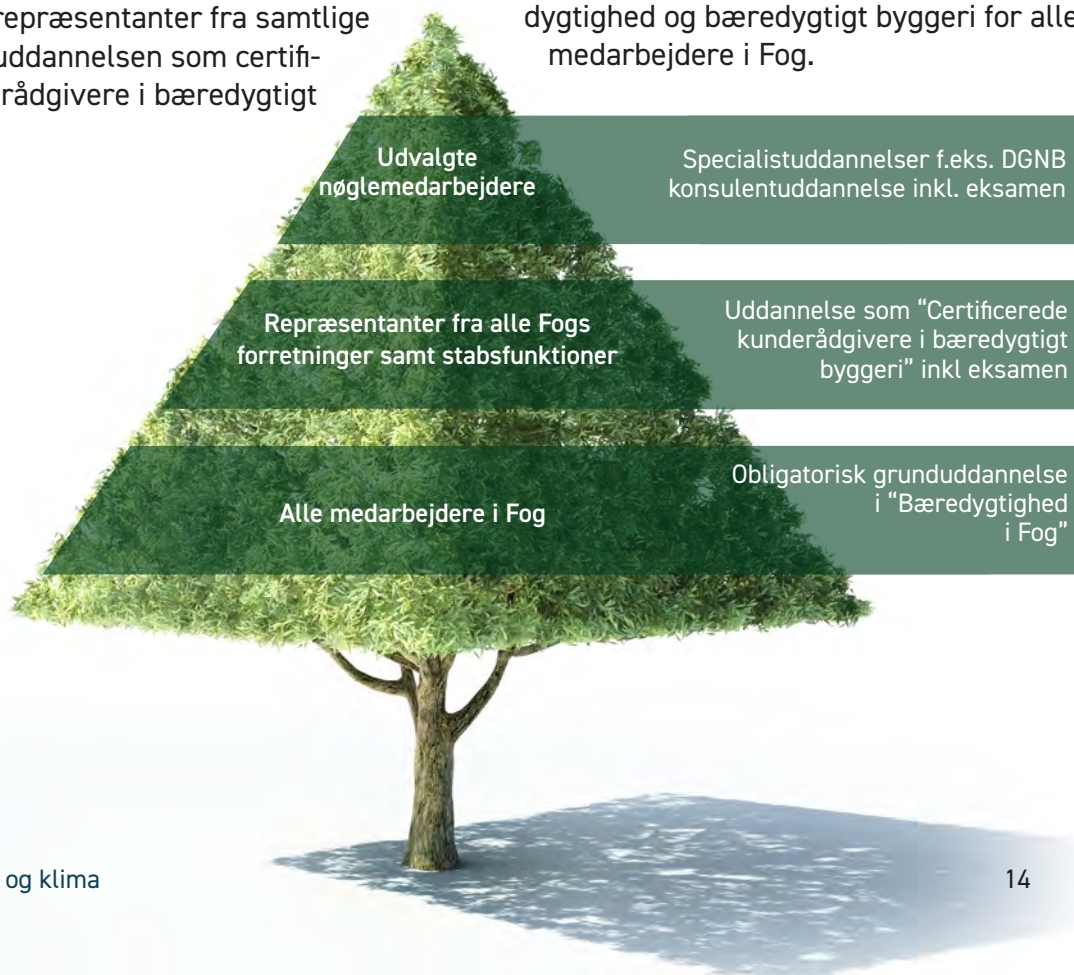 repræsentanter fra samtlige
uddannelsen som certifi-
rådgivere i bæredygtigt
dygtighed og bæredygtigt byggeri for alle
medarbejdere i Fog.
Udvalgte
nøglemedarbejdere
Specialistuddannelser f.eks. DGNB
konsulentuddannelse inkl. eksamen
Repræsentanter fra alle Fogs
forretninger samt stabsfunktioner
Uddannelse som “Certificerede
kunderådgivere i bæredygtigt
byggeri” inkl eksamen
Alle medarbejdere i Fog
Obligatorisk grunduddannelse
i “Bæredygtighed
i Fog”
og klima
14